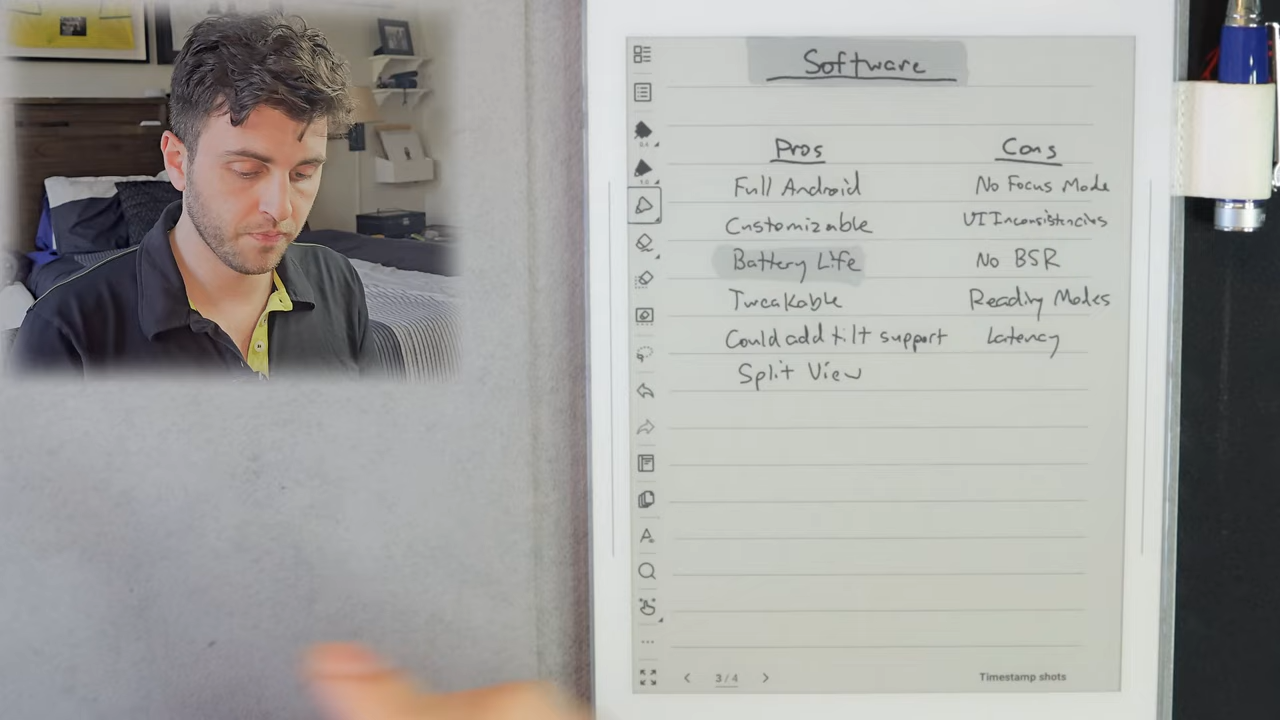 Software
Pros Cons
Full Android No Focus Mode
Customizable UI Inconsistencies
Battery Life No BSR
Tweakable Reading Modes
Could add tilt support Latency
Split View
3 / 4 Timestamp shots